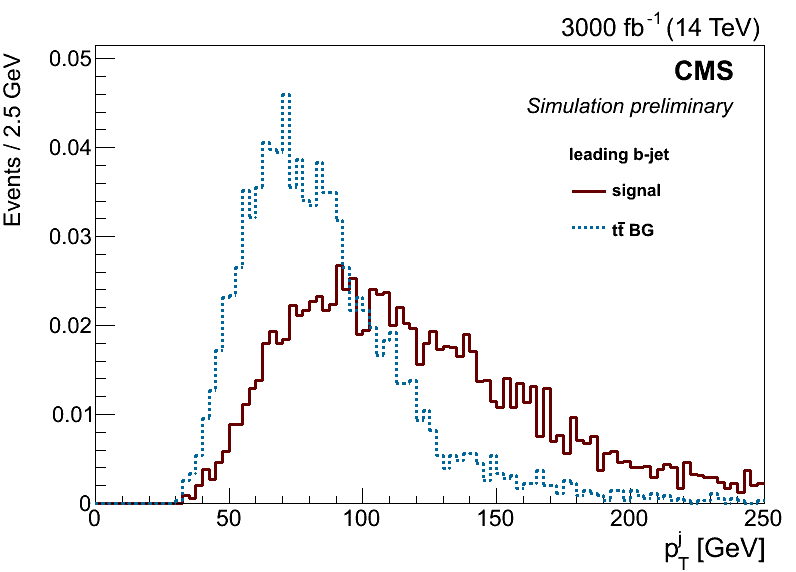 3000 fb⁻¹ (14 TeV)
Events / 2.5 GeV
0.05
0.04
0.03
0.02
0.01
0
CMS
Simulation preliminary
leading b-jet
signal
tt̄ BG
0 50 100 150 200 250
p_T^j [GeV]